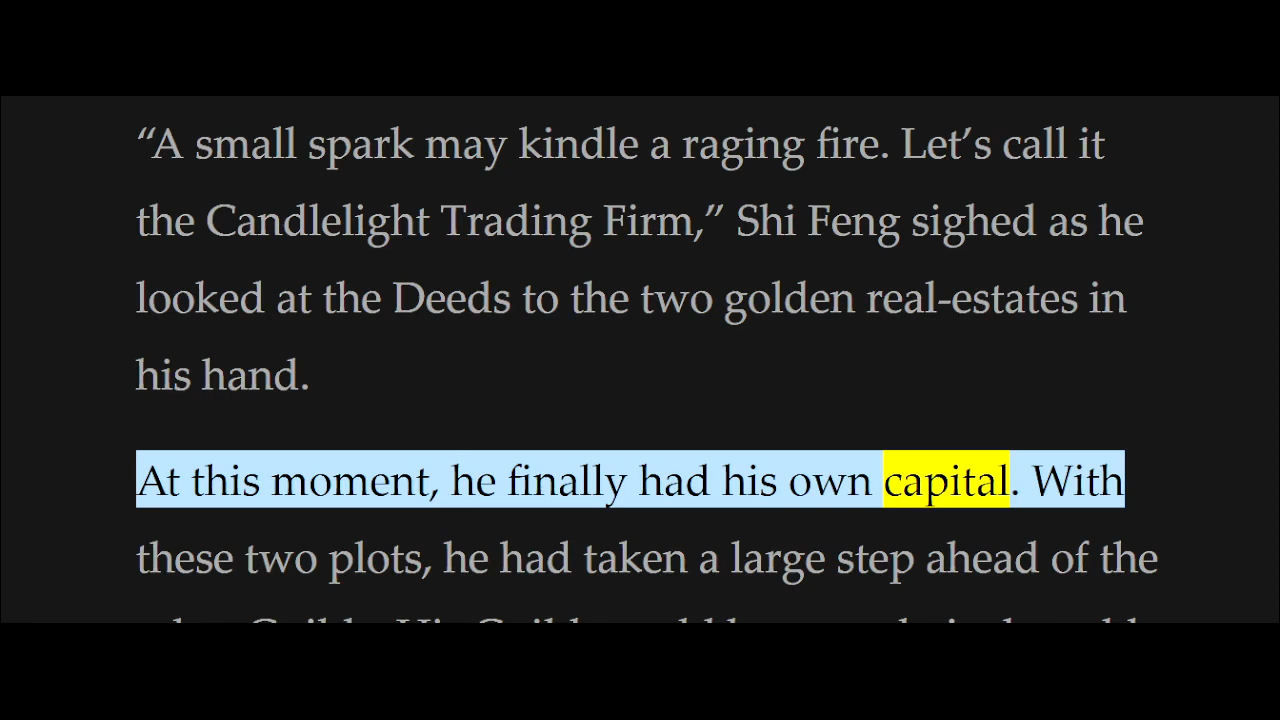 “A small spark may kindle a raging fire. Let’s call it
the Candlelight Trading Firm,” Shi Feng sighed as he
looked at the Deeds to the two golden real-estates in
his hand.
At this moment, he finally had his own capital. With
these two plots, he had taken a large step ahead of the